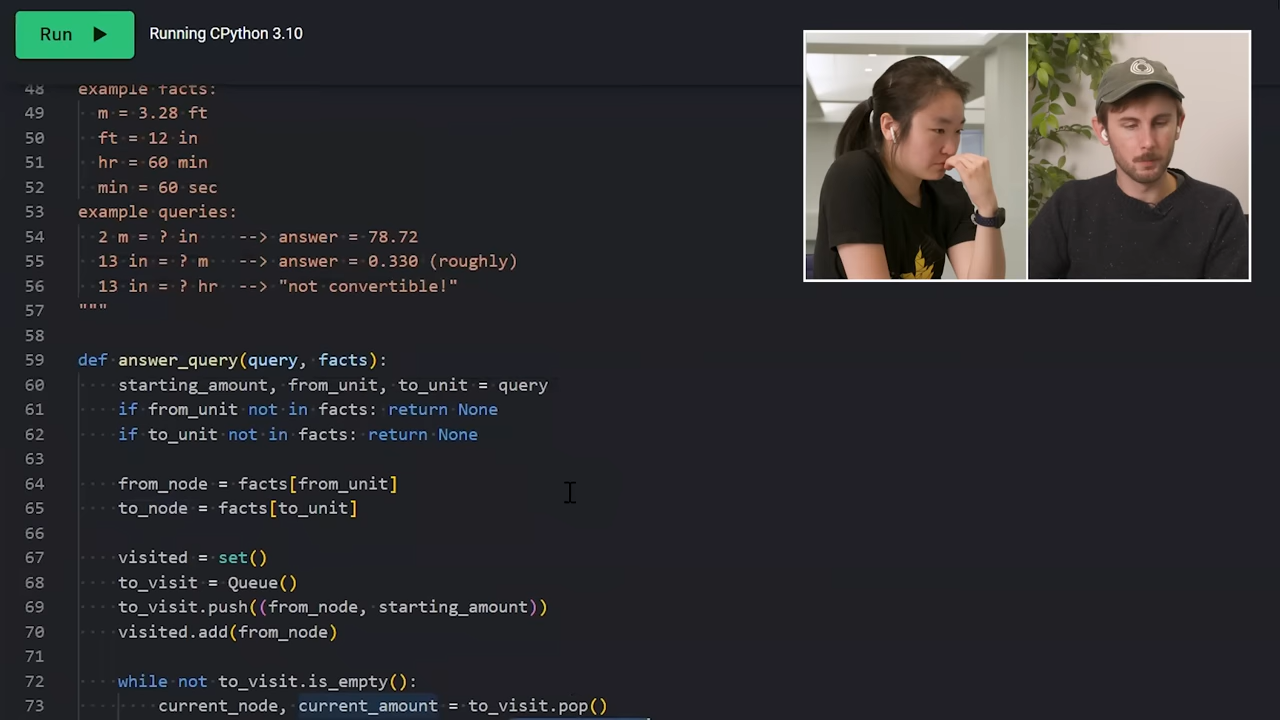 Run
Running CPython 3.10
48 example facts:
49 m = 3.28 ft
50 ft = 12 in
51 hr = 60 min
52 min = 60 sec
53 example queries:
54 2 m = ? in --> answer = 78.72
55 13 in = ? m --> answer = 0.330 (roughly)
56 13 in = ? hr --> "not convertible!"
57 """
58
59 def answer_query(query, facts):
60 starting_amount, from_unit, to_unit = query
61 if from_unit not in facts: return None
62 if to_unit not in facts: return None
63
64 from_node = facts[from_unit]
65 to_node = facts[to_unit]
66
67 visited = set()
68 to_visit = Queue()
69 to_visit.push((from_node, starting_amount))
70 visited.add(from_node)
71
72 while not to_visit.is_empty():
73 current_node, current_amount = to_visit.pop()